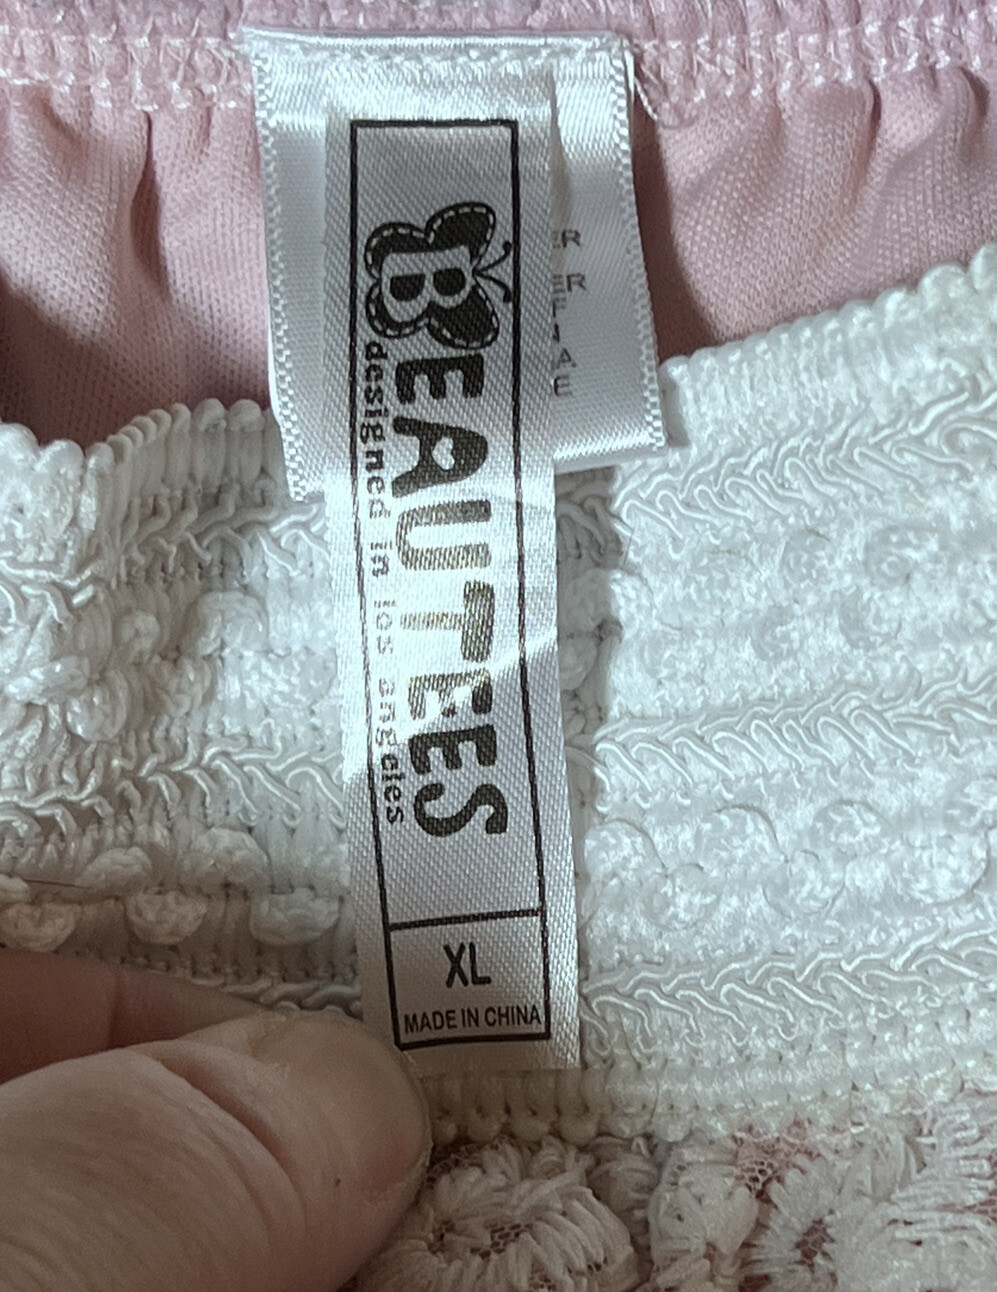 BEAUTEES
designed in los angeles
XL
MADE IN CHINA